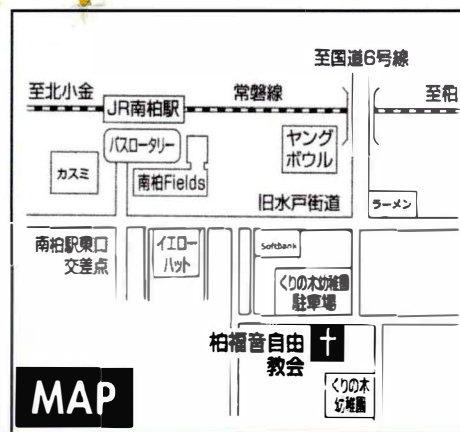 至国道6号線
至北小金
JR南柏駅
常磐線
至柏
バスロータリー
カスミ
南柏Fields
ヤング
ボウル
旧水戸街道
ラーメン
南柏駅東口
交差点
イエロー
ハット
SoftBank
くりの木幼稚園
駐車場
柏福音自由
教会
くりの木
幼稚園
MAP